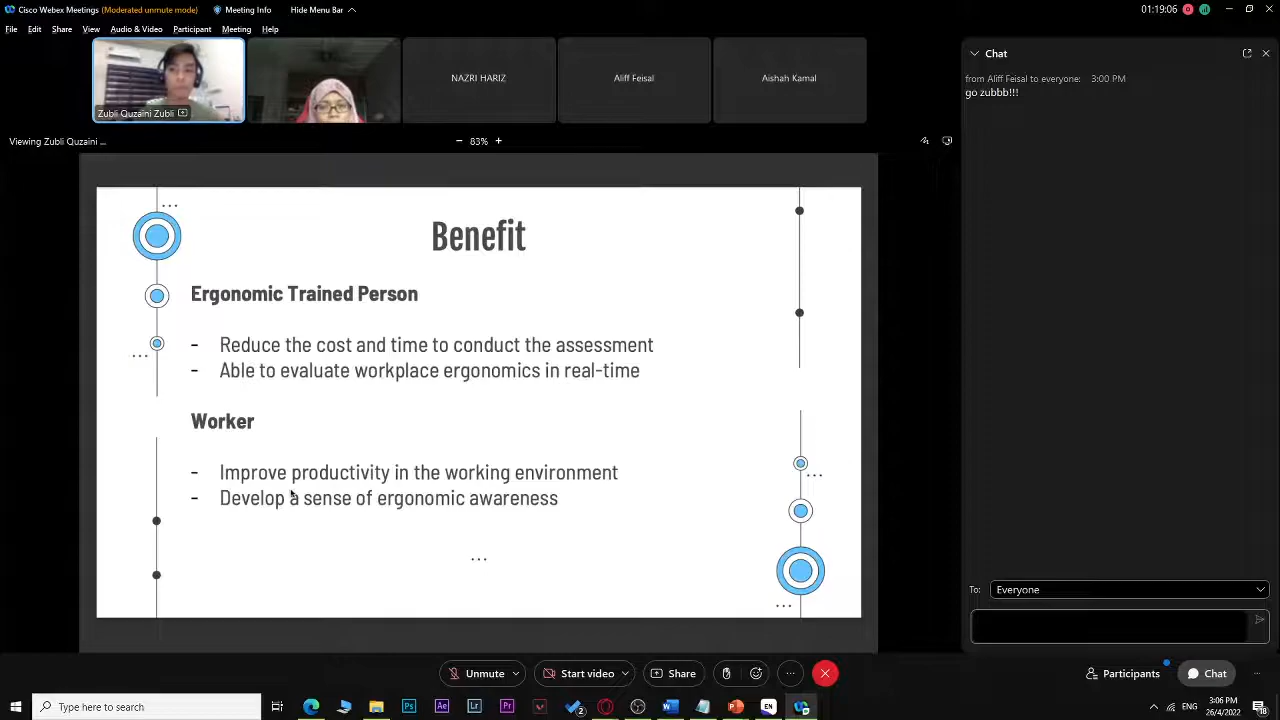 Cisco Webex Meetings (Moderated unmute mode) Meeting Info Hide Menu Bar 01:19:06
File Edit Share View Audio & Video Participant Meeting Help
Zubli Quzaini Zubli
NAZRI HARIZ
Aliff Feisal
Aishah Kamal
Viewing Zubli Quzaini ...
83%
Benefit
Ergonomic Trained Person
- Reduce the cost and time to conduct the assessment
- Able to evaluate workplace ergonomics in real-time
Worker
- Improve productivity in the working environment
- Develop a sense of ergonomic awareness
Chat
from Aliff Feisal to everyone: 3:00 PM
go zubbb!!!
To: Everyone
Unmute Start video Share Participants Chat
Type here to search
Ps Ae Lr Pr W P EN ENG
3:06 PM
26/4/2022